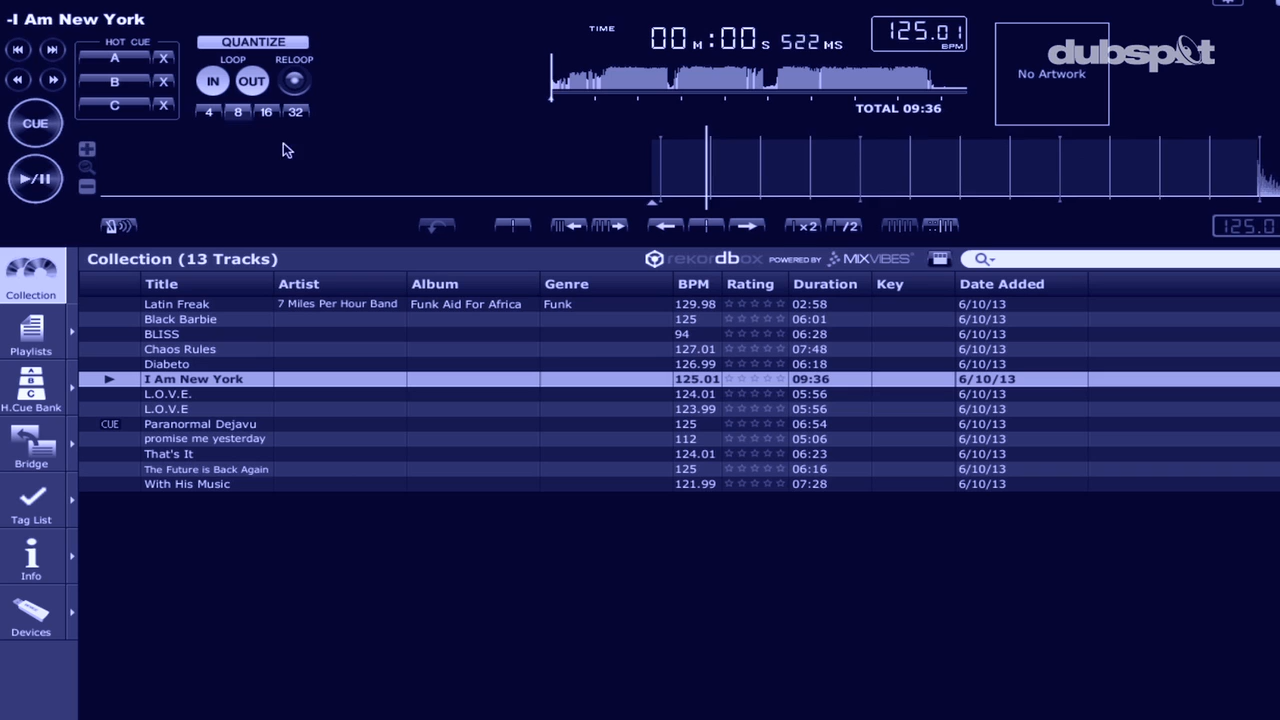 -I Am New York
HOT CUE
A X
B X
C X
CUE
QUANTIZE
LOOP RELOOP
IN OUT
4 8 16 32
TIME
00 M:00 S 522 MS
125.01
BPM
TOTAL 09:36
No Artwork
dubspot
x2 /2
125.0
Collection (13 Tracks)
rekordbox POWERED BY MIXVIBES
Title Artist Album Genre BPM Rating Duration Key Date Added
Latin Freak 7 Miles Per Hour Band Funk Aid For Africa Funk 129.98 02:58 6/10/13
Black Barbie 125 06:01 6/10/13
BLISS 94 06:28 6/10/13
Chaos Rules 127.01 07:48 6/10/13
Diabeto 126.99 06:18 6/10/13
I Am New York 125.01 09:36 6/10/13
L.O.V.E. 124.01 05:56 6/10/13
L.O.V.E 123.99 05:56 6/10/13
CUE Paranormal Dejavu 125 06:54 6/10/13
promise me yesterday 112 05:06 6/10/13
That's It 124.01 06:23 6/10/13
The Future is Back Again 125 06:16 6/10/13
With His Music 121.99 07:28 6/10/13
Collection
Playlists
A
B
C
H.Cue Bank
Bridge
Tag List
Info
Devices